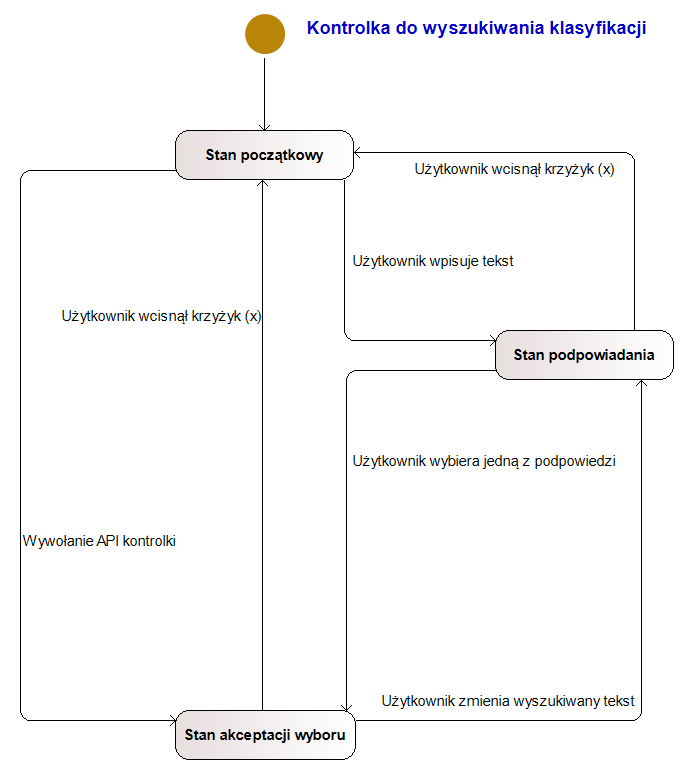 Kontrolka do wyszukiwania klasyfikacji
Stan początkowy
Użytkownik wcisnął krzyżyk (x)
Użytkownik wpisuje tekst
Użytkownik wcisnął krzyżyk (x)
Stan podpowiadania
Użytkownik wybiera jedną z podpowiedzi
Wywołanie API kontrolki
Użytkownik zmienia wyszukiwany tekst
Stan akceptacji wyboru